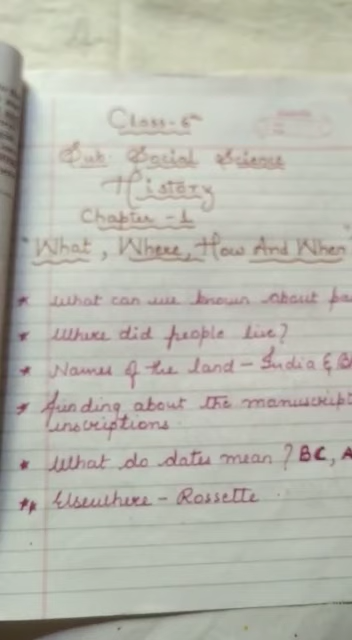 Class-6th
Sub Social Science
History
Chapter-1
"What, Where, How And When"
* what can we known about pa
* Where did people live?
* Names of the land - India & B
* finding about the manuscript
inscriptions.
* What do dates mean? BC, A
** Elsewhere - Rossette